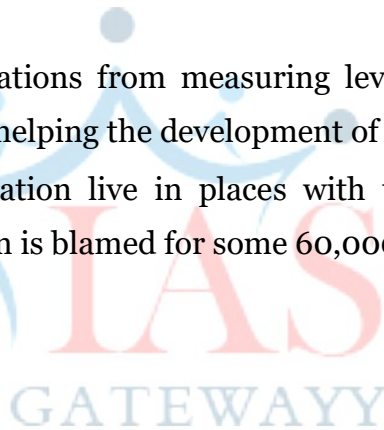 ations from measuring lev
helping the development of
ation live in places with
n is blamed for some 60,000
IAS
GATEWAYY